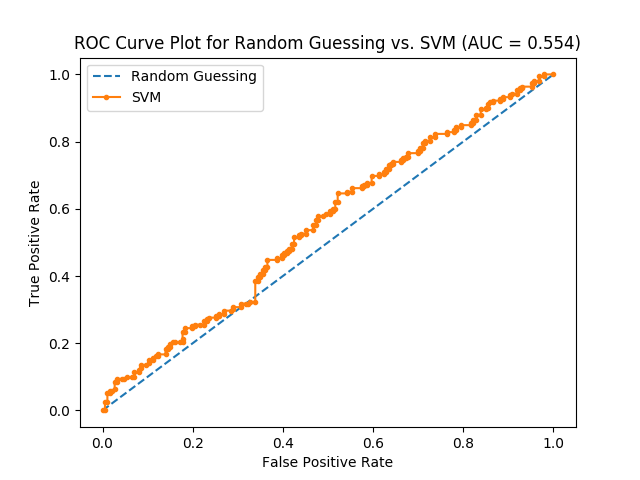 ROC Curve Plot for Random Guessing vs. SVM (AUC = 0.554)
Random Guessing
SVM
1.0
0.8
0.6
0.4
0.2
0.0
True Positive Rate
0.0 0.2 0.4 0.6 0.8 1.0
False Positive Rate